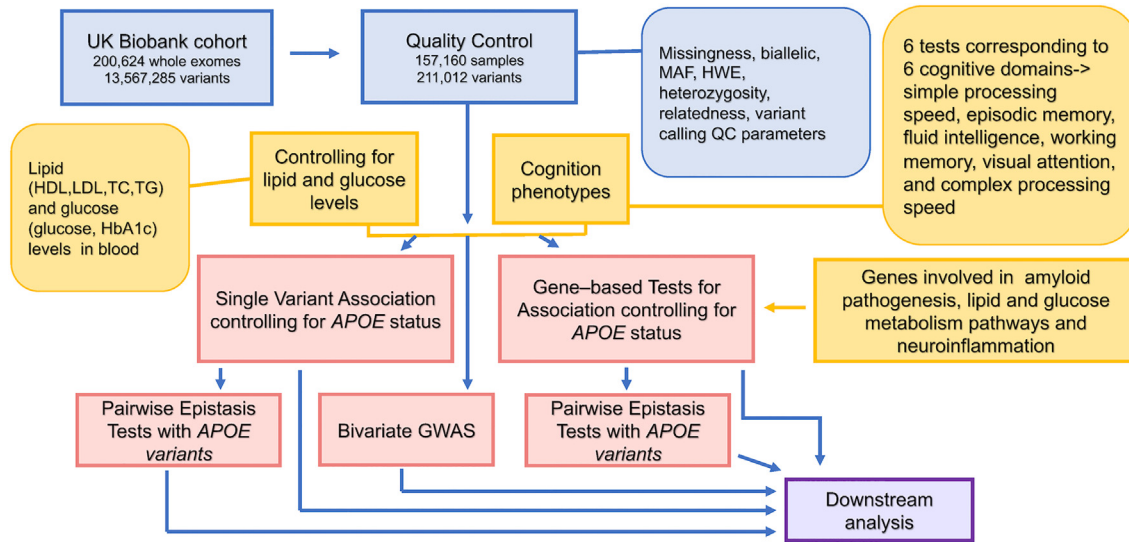 UK Biobank cohort
200,624 whole exomes
13,567,285 variants
Quality Control
157,160 samples
211,012 variants
Missingness, biallelic,
MAF, HWE,
heterozygosity,
relatedness, variant
calling QC parameters
6 tests corresponding to
6 cognitive domains->
simple processing
speed, episodic memory,
fluid intelligence, working
memory, visual attention,
and complex processing
speed
Lipid
(HDL,LDL,TC,TG)
and glucose
(glucose, HbA1c)
levels in blood
Controlling for
lipid and glucose
levels
Cognition
phenotypes
Single Variant Association
controlling for APOE status
Gene–based Tests for
Association controlling for
APOE status
Genes involved in amyloid
pathogenesis, lipid and glucose
metabolism pathways and
neuroinflammation
Pairwise Epistasis
Tests with APOE
variants
Bivariate GWAS
Pairwise Epistasis
Tests with APOE
variants
Downstream
analysis